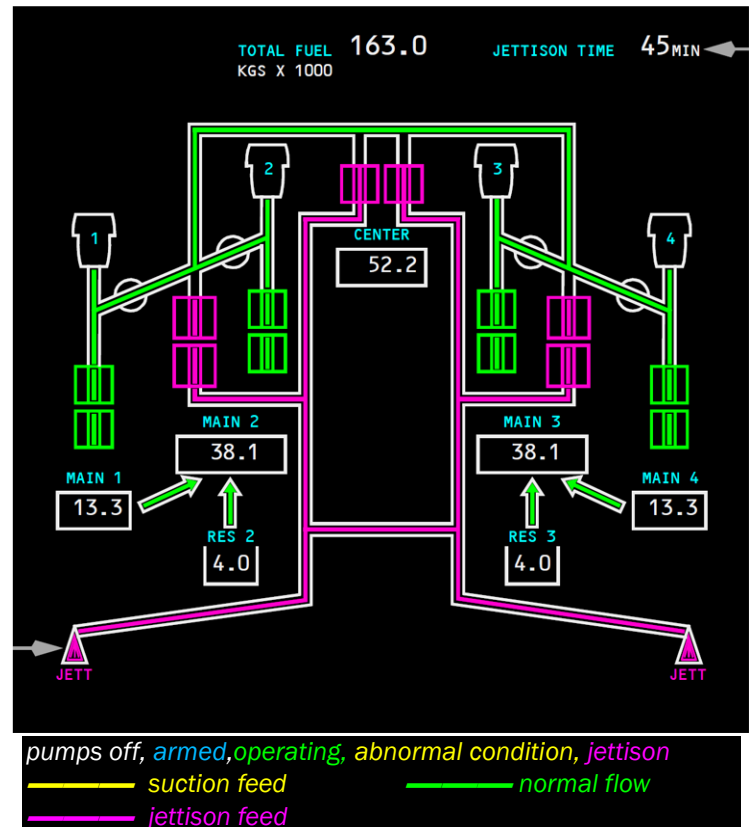 TOTAL FUEL 163.0 JETTISON TIME 45MIN
KGS X 1000
2 3
1 4
CENTER
52.2
MAIN 2 MAIN 3
38.1 38.1
MAIN 1 MAIN 4
13.3 13.3
RES 2 RES 3
4.0 4.0
JETT JETT
pumps off, armed,operating, abnormal condition, jettison
suction feed normal flow
jettison feed